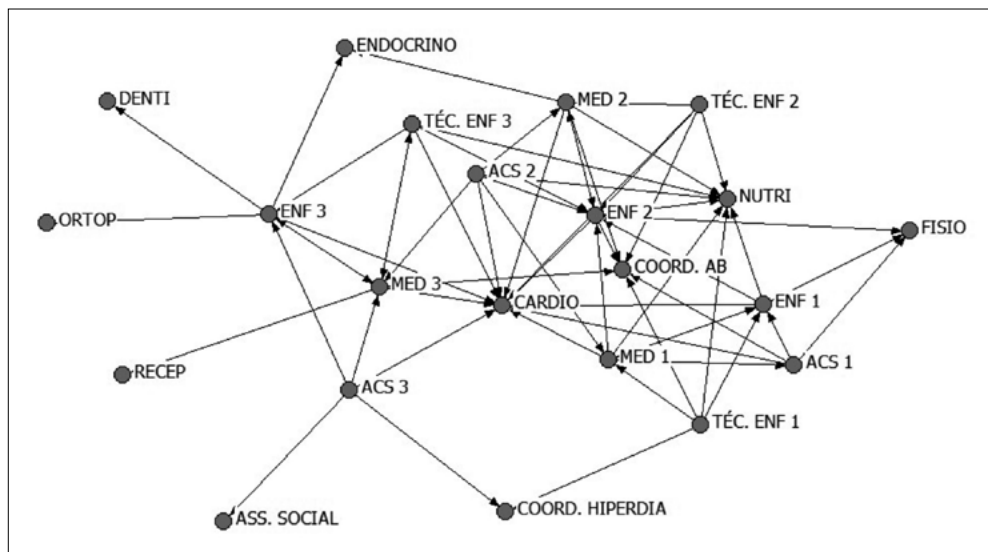 ENDOCRINO
DENTI
MED 2
TÉC. ENF 2
TÉC. ENF 3
ACS 2
NUTRI
ENF 3
ENF 2
ORTOP
FISIO
COORD. AB
MED 3
CARDIO
ENF 1
MED 1
ACS 1
RECEP
ACS 3
TÉC. ENF 1
COORD. HIPERDIA
ASS. SOCIAL